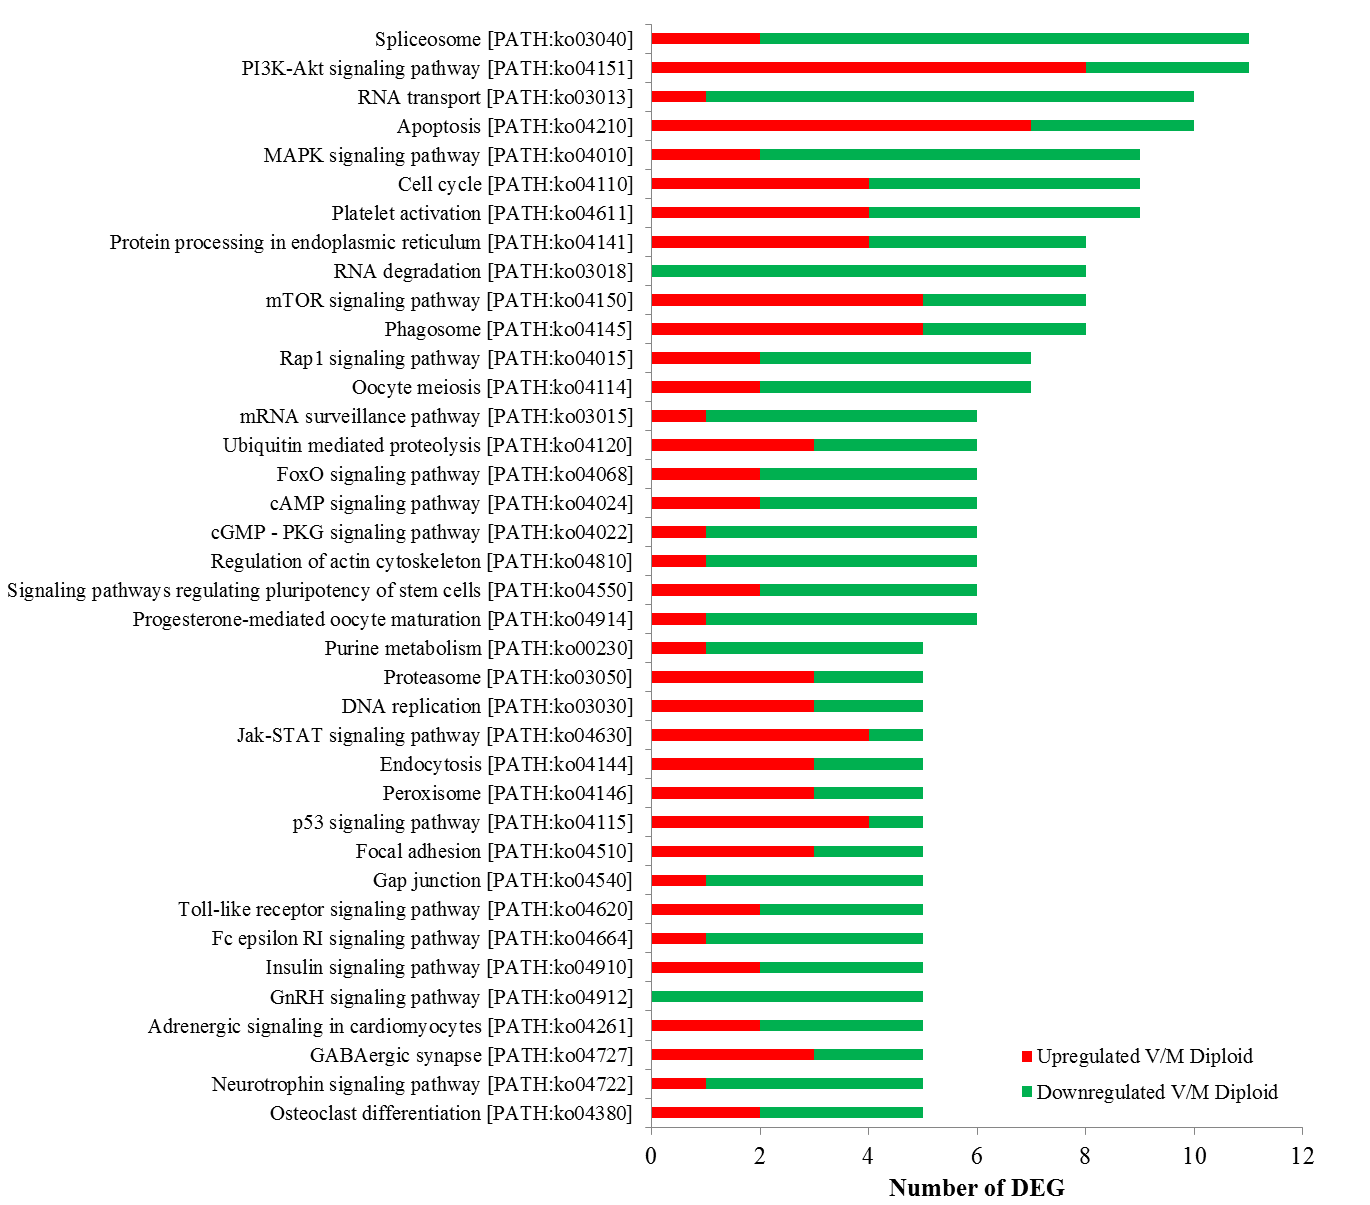 Spliceosome [PATH:ko03040]
PI3K-Akt signaling pathway [PATH:ko04151]
RNA transport [PATH:ko03013]
Apoptosis [PATH:ko04210]
MAPK signaling pathway [PATH:ko04010]
Cell cycle [PATH:ko04110]
Platelet activation [PATH:ko04611]
Protein processing in endoplasmic reticulum [PATH:ko04141]
RNA degradation [PATH:ko03018]
mTOR signaling pathway [PATH:ko04150]
Phagosome [PATH:ko04145]
Rap1 signaling pathway [PATH:ko04015]
Oocyte meiosis [PATH:ko04114]
mRNA surveillance pathway [PATH:ko03015]
Ubiquitin mediated proteolysis [PATH:ko04120]
FoxO signaling pathway [PATH:ko04068]
cAMP signaling pathway [PATH:ko04024]
cGMP - PKG signaling pathway [PATH:ko04022]
Regulation of actin cytoskeleton [PATH:ko04810]
Signaling pathways regulating pluripotency of stem cells [PATH:ko04550]
Progesterone-mediated oocyte maturation [PATH:ko04914]
Purine metabolism [PATH:ko00230]
Proteasome [PATH:ko03050]
DNA replication [PATH:ko03030]
Jak-STAT signaling pathway [PATH:ko04630]
Endocytosis [PATH:ko04144]
Peroxisome [PATH:ko04146]
p53 signaling pathway [PATH:ko04115]
Focal adhesion [PATH:ko04510]
Gap junction [PATH:ko04540]
Toll-like receptor signaling pathway [PATH:ko04620]
Fc epsilon RI signaling pathway [PATH:ko04664]
Insulin signaling pathway [PATH:ko04910]
GnRH signaling pathway [PATH:ko04912]
Adrenergic signaling in cardiomyocytes [PATH:ko04261]
GABAergic synapse [PATH:ko04727]
Neurotrophin signaling pathway [PATH:ko04722]
Osteoclast differentiation [PATH:ko04380]
Upregulated V/M Diploid
Downregulated V/M Diploid
0 2 4 6 8 10 12
Number of DEG